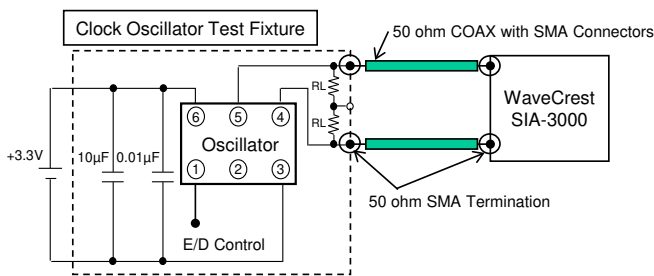 Clock Oscillator Test Fixture
50 ohm COAX with SMA Connectors
RL
RL
WaveCrest
SIA-3000
6 5 4
Oscillator
1 2 3
+3.3V
10µF
0.01µF
50 ohm SMA Termination
E/D Control